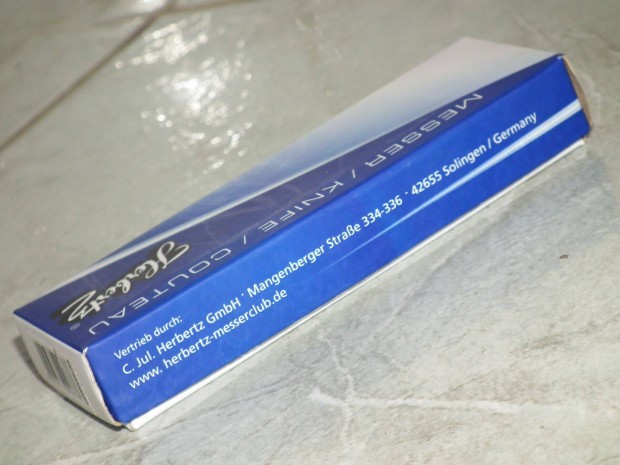 MESSER / KNIFE / COUTEAU
Herbertz ®
Vertrieb durch:
C. Jul. Herbertz GmbH · Mangenberger Straße 334-336 · 42655 Solingen / Germany
www. herbertz-messerclub.de